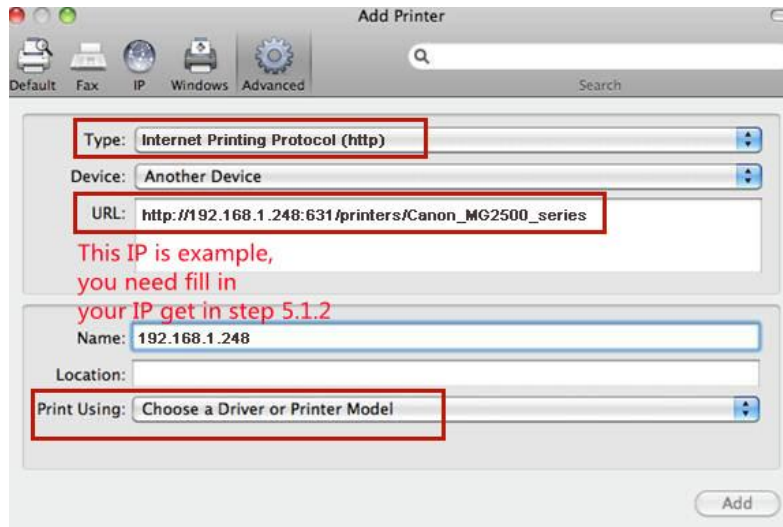 Add Printer
Default Fax IP Windows Advanced Search
Type: Internet Printing Protocol (http)
Device: Another Device
URL: http://192.168.1.248:631/printers/Canon_MG2500_series
This IP is example,
you need fill in
your IP get in step 5.1.2
Name: 192.168.1.248
Location:
Print Using: Choose a Driver or Printer Model
Add